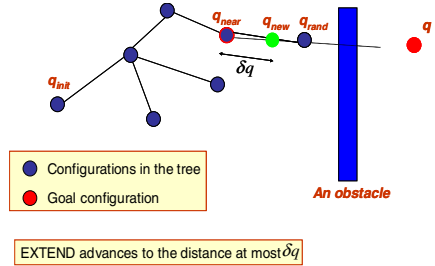 q_near
q_new
q_rand
q
q_init
δq
Configurations in the tree
Goal configuration
An obstacle
EXTEND advances to the distance at most δq